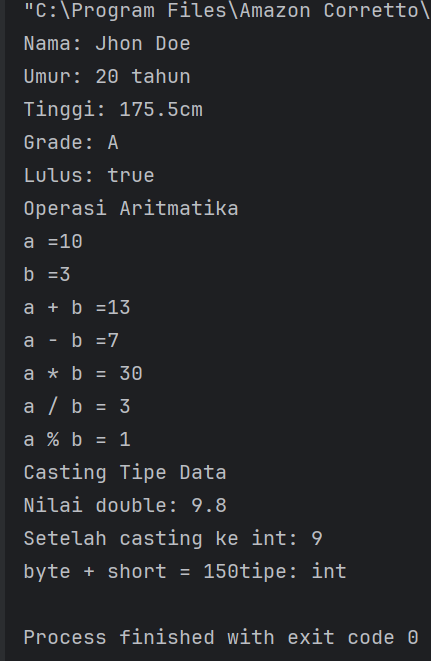 "C:\Program Files\Amazon Corretto\
Nama: Jhon Doe
Umur: 20 tahun
Tinggi: 175.5cm
Grade: A
Lulus: true
Operasi Aritmatika
a =10
b =3
a + b =13
a - b =7
a * b = 30
a / b = 3
a % b = 1
Casting Tipe Data
Nilai double: 9.8
Setelah casting ke int: 9
byte + short = 150tipe: int
Process finished with exit code 0